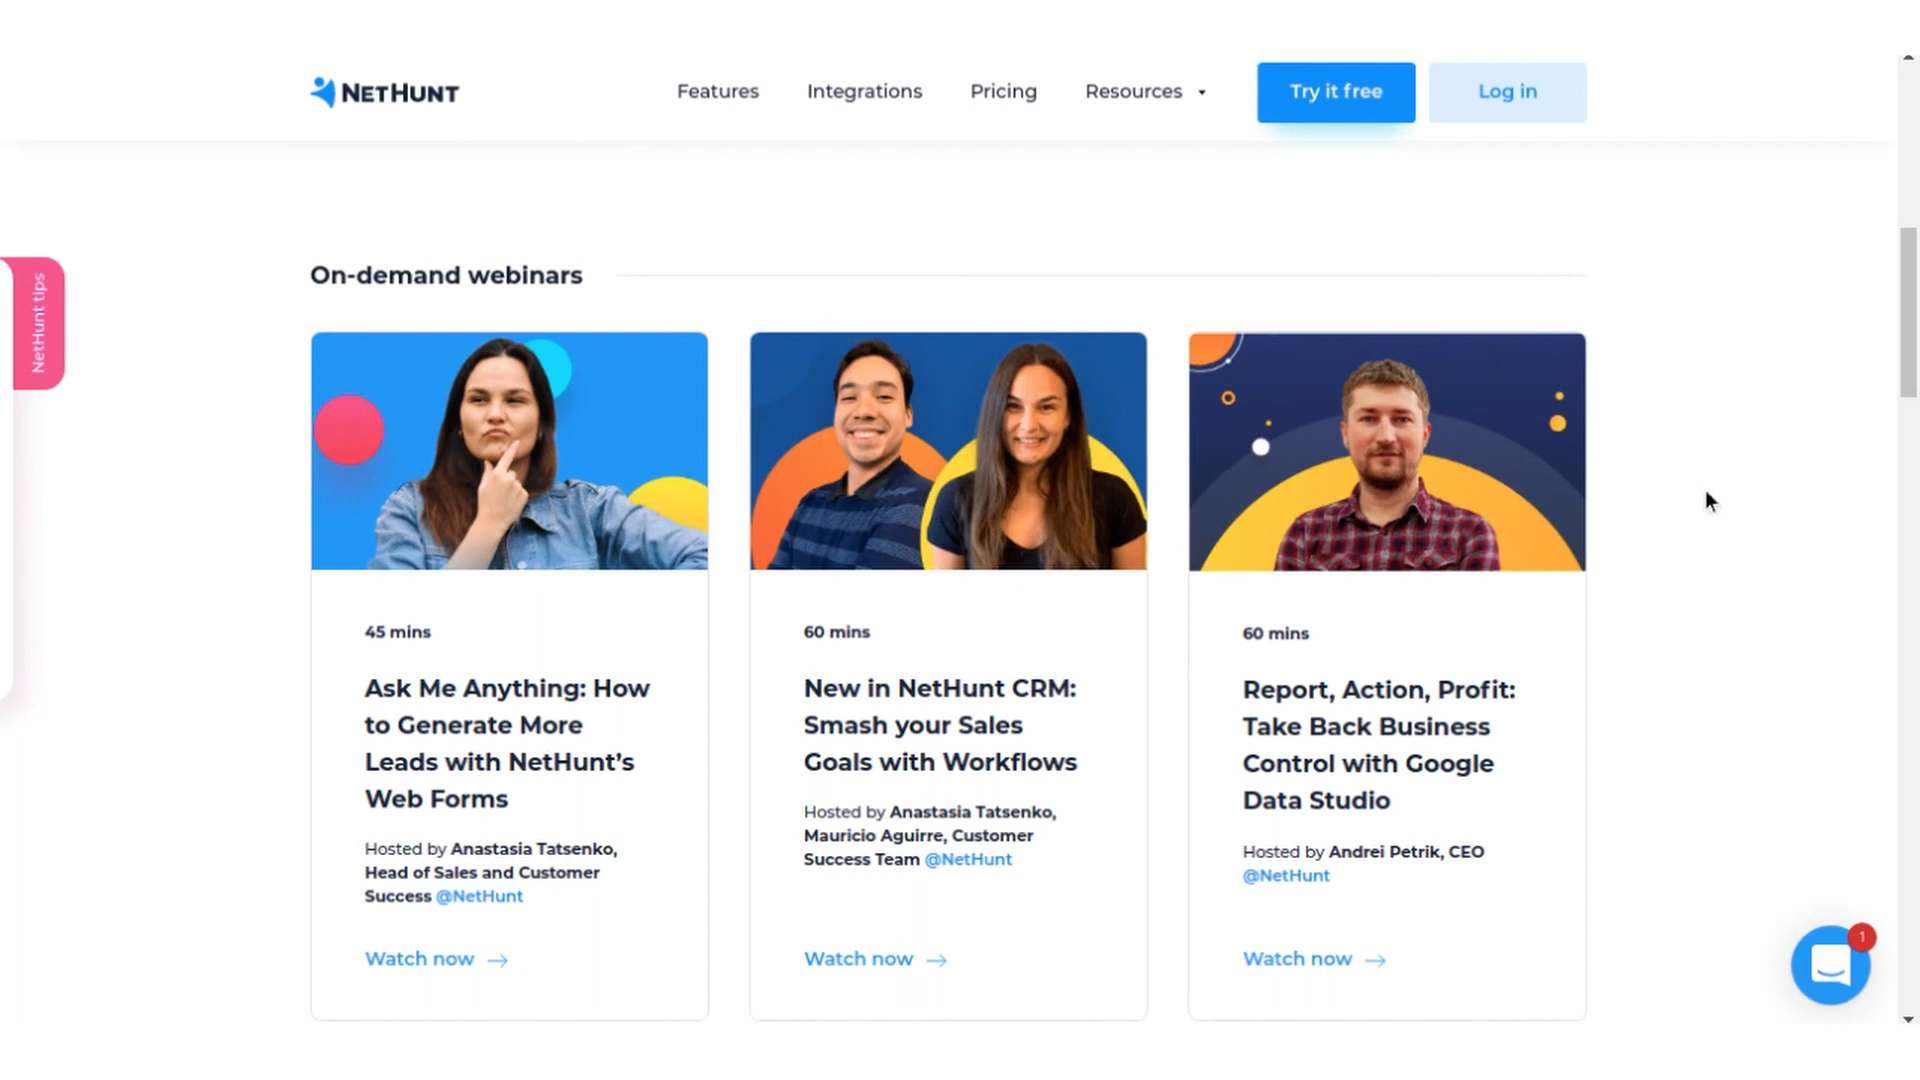 NETHUNT
Features
Integrations
Pricing
Resources
Try it free
Log in
NetHunt tips
On-demand webinars
45 mins
Ask Me Anything: How
to Generate More
Leads with NetHunt’s
Web Forms
Hosted by Anastasia Tatsenko,
Head of Sales and Customer
Success @NetHunt
Watch now
60 mins
New in NetHunt CRM:
Smash your Sales
Goals with Workflows
Hosted by Anastasia Tatsenko,
Mauricio Aguirre, Customer
Success Team @NetHunt
Watch now
60 mins
Report, Action, Profit:
Take Back Business
Control with Google
Data Studio
Hosted by Andrei Petrik, CEO
@NetHunt
Watch now
1